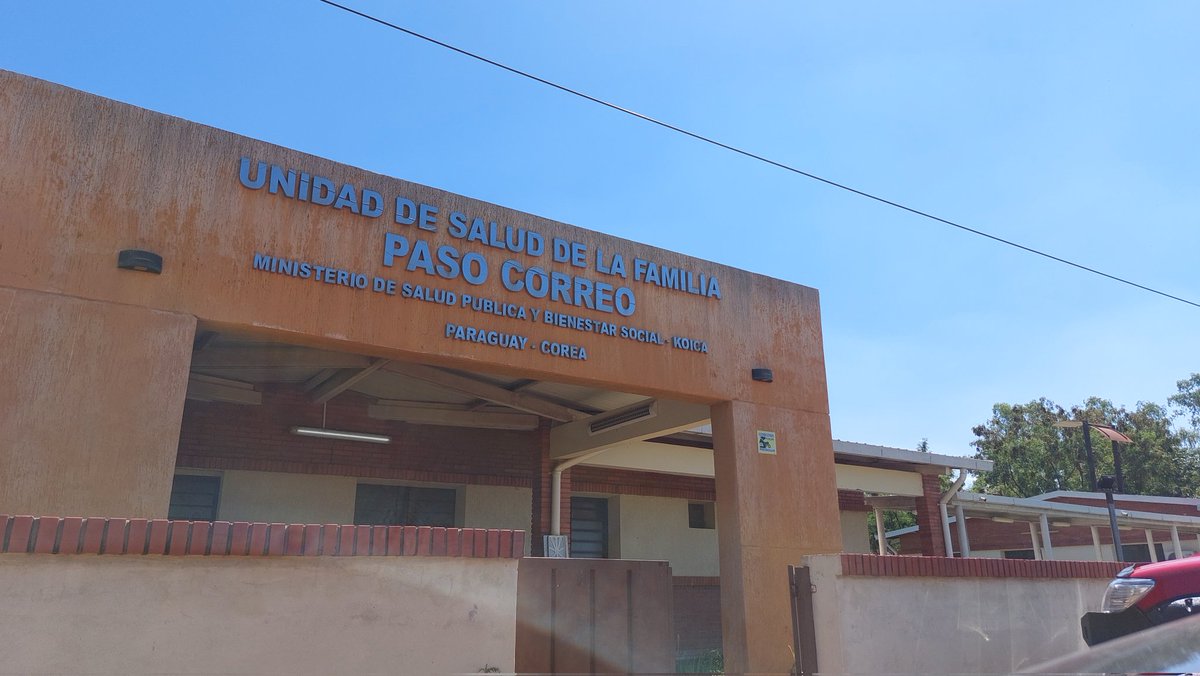 UNiDAD DE SALUD DE LA FAMILIA
PASO CORREO
MINISTERIO DE SALUD PUBLICA Y BIENESTAR SOCIAL - KOICA
PARAGUAY - COREA